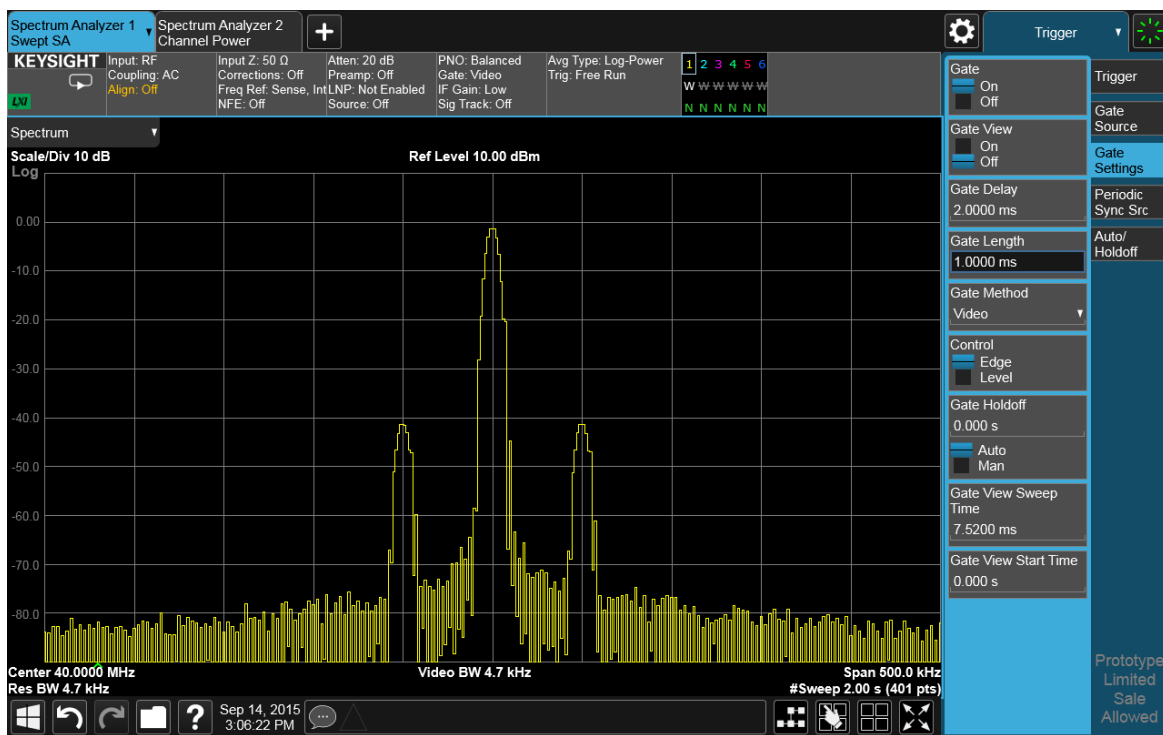 Spectrum Analyzer 1
Swept SA
Spectrum Analyzer 2
Channel Power
Trigger
KEYSIGHT
LXI
Input: RF
Coupling: AC
Align: Off
Input Z: 50 Ω
Corrections: Off
Freq Ref: Sense, Int
NFE: Off
Atten: 20 dB
Preamp: Off
LNP: Not Enabled
Source: Off
PNO: Balanced
Gate: Video
IF Gain: Low
Sig Track: Off
Avg Type: Log-Power
Trig: Free Run
1 2 3 4 5 6
W W W W W W
N N N N N N
Spectrum
Scale/Div 10 dB
Ref Level 10.00 dBm
Log
0.00
-10.0
-20.0
-30.0
-40.0
-50.0
-60.0
-70.0
-80.0
Center 40.0000 MHz
Video BW 4.7 kHz
Span 500.0 kHz
Res BW 4.7 kHz
#Sweep 2.00 s (401 pts)
Gate
On
Off
Gate View
On
Off
Gate Delay
2.0000 ms
Gate Length
1.0000 ms
Gate Method
Video
Control
Edge
Level
Gate Holdoff
0.000 s
Auto
Man
Gate View Sweep
Time
7.5200 ms
Gate View Start Time
0.000 s
Trigger
Gate
Source
Gate
Settings
Periodic
Sync Src
Auto/
Holdoff
Prototype
Limited
Sale
Allowed
?
Sep 14, 2015
3:06:22 PM